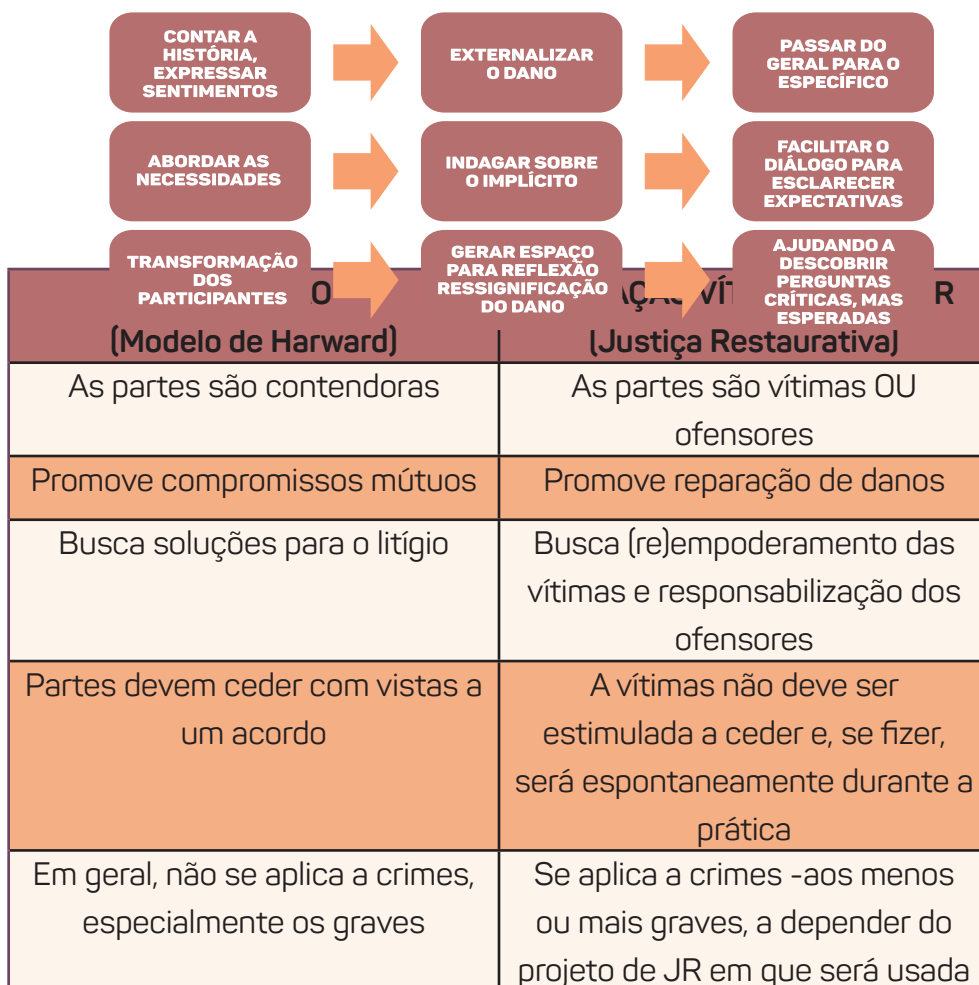 CONTAR A
HISTÓRIA,
EXPRESSAR
SENTIMENTOS
EXTERNALIZAR
O DANO
PASSAR DO
GERAL PARA O
ESPECÍFICO
ABORDAR AS
NECESSIDADES
INDAGAR SOBRE
O IMPLÍCITO
FACILITAR O
DIÁLOGO PARA
ESCLARECER
EXPECTATIVAS
TRANSFORMAÇÃO
DOS
PARTICIPANTES
GERAR ESPAÇO
PARA REFLEXÃO
RESSIGNIFICAÇÃO
DO DANO
AJUDANDO A
DESCOBRIR
PERGUNTAS
CRÍTICAS, MAS
ESPERADAS
(Modelo de Harward)
(Justiça Restaurativa)
As partes são contendoras
As partes são vítimas OU
ofensores
Promove compromissos mútuos
Promove reparação de danos
Busca soluções para o litígio
Busca (re)empoderamento das
vítimas e responsabilização dos
ofensores
Partes devem ceder com vistas a
um acordo
A vítimas não deve ser
estimulada a ceder e, se fizer,
será espontaneamente durante a
prática
Em geral, não se aplica a crimes,
especialmente os graves
Se aplica a crimes -aos menos
ou mais graves, a depender do
projeto de JR em que será usada